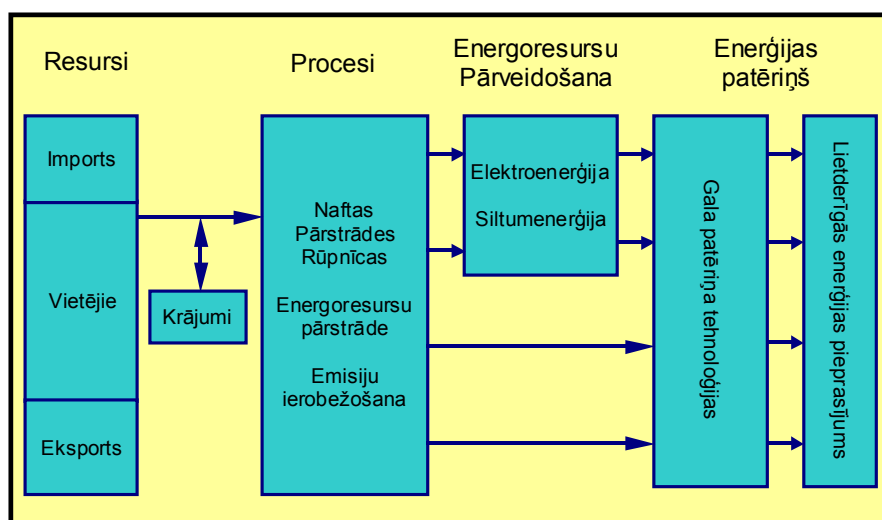 Resursi
Procesi
Energoresursu
Pārveidošana
Enerģijas
patēriņš
Imports
Vietējie
Eksports
Krājumi
Naftas
Pārstrādes
Rūpnīcas
Energoresursu
pārstrāde
Emisiju
ierobežošana
Elektroenerģija
Siltumenerģija
Gala patēriņa tehnoloģijas
Lietderīgās enerģijas pieprasījums